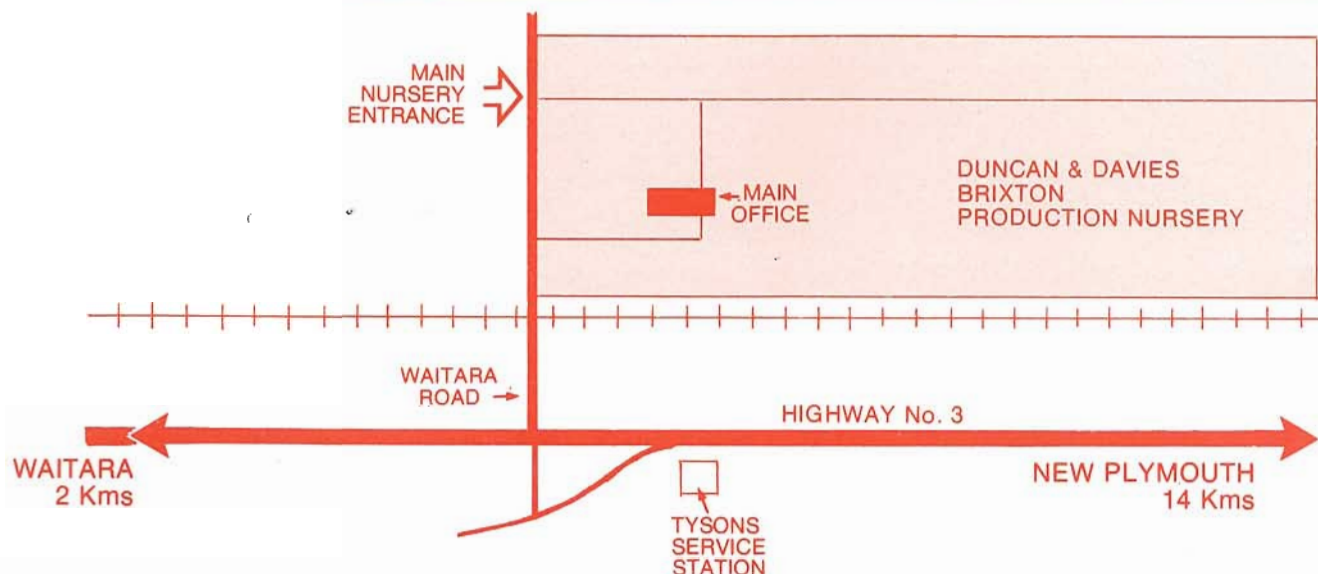 MAIN
NURSERY
ENTRANCE
MAIN
OFFICE
DUNCAN & DAVIES
BRIXTON
PRODUCTION NURSERY
WAITARA
ROAD
HIGHWAY No. 3
WAITARA
2 Kms
NEW PLYMOUTH
14 Kms
TYSONS
SERVICE
STATION